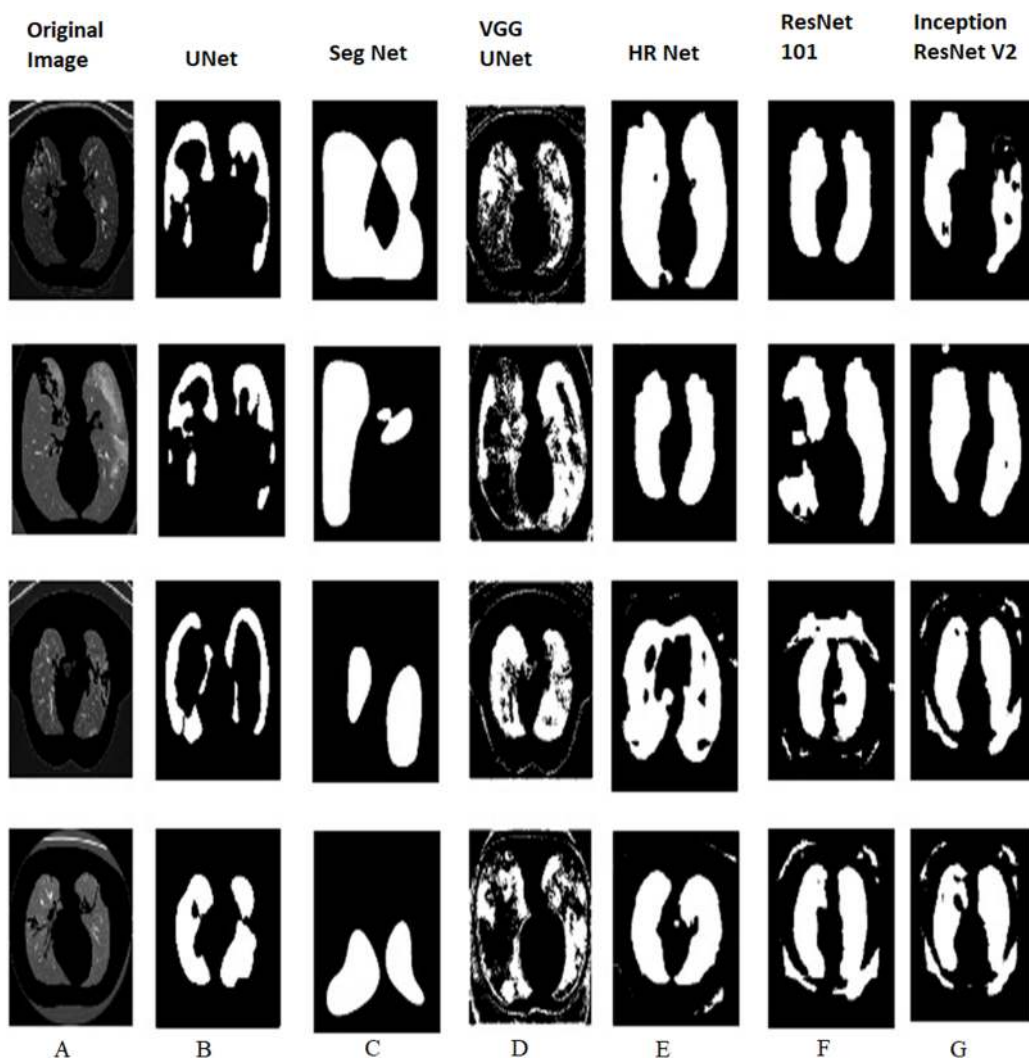 Original
Image
UNet
Seg Net
VGG
UNet
HR Net
ResNet
101
Inception
ResNet V2
A B C D E F G